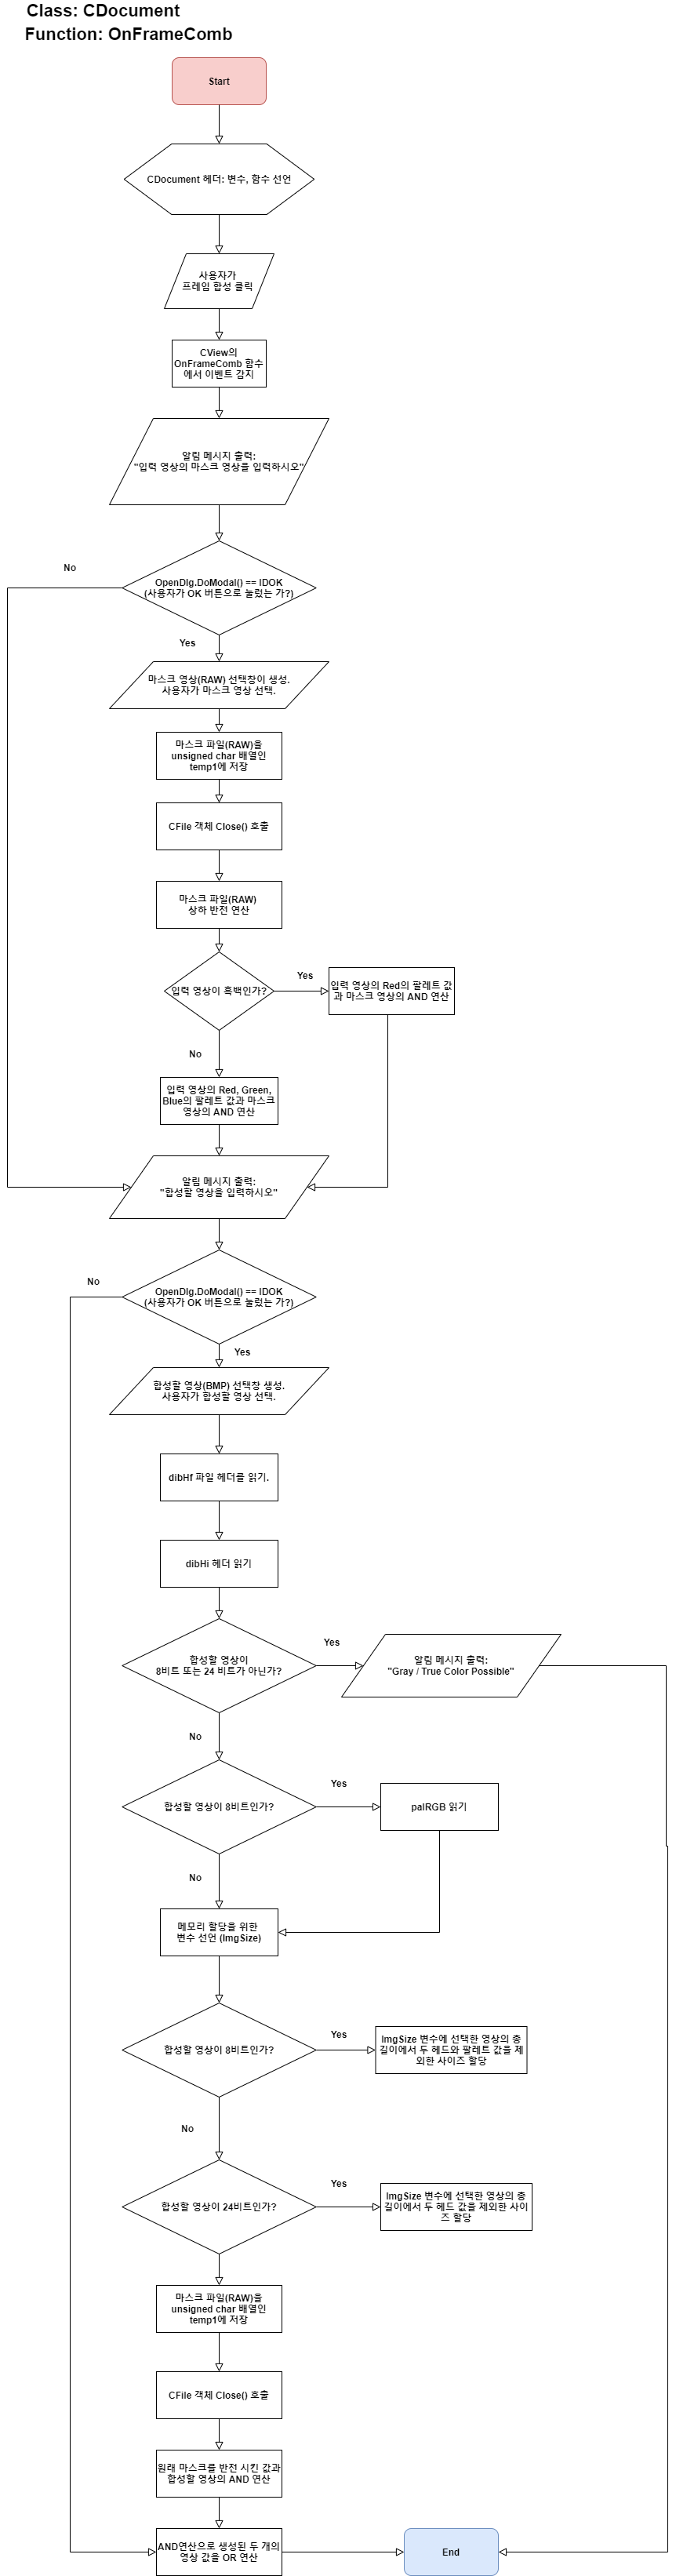 Class: CDocument
Function: OnFrameComb
Start
CDocument 헤더: 변수, 함수 선언
사용자가
프레임 합성 클릭
CView의
OnFrameComb 함수
에서 이벤트 감지
알림 메시지 출력:
"입력 영상의 마스크 영상을 입력하시오"
No
OpenDlg.DoModal() == IDOK
(사용자가 OK 버튼으로 눌렀는 가?)
Yes
마스크 영상(RAW) 선택창이 생성.
사용자가 마스크 영상 선택.
마스크 파일(RAW)을
unsigned char 배열인
temp1에 저장
CFile 객체 Close() 호출
마스크 파일(RAW)
상하 반전 연산
입력 영상이 흑백인가?
Yes
입력 영상의 Red의 팔레트 값
과 마스크 영상의 AND 연산
No
입력 영상의 Red, Green,
Blue의 팔레트 값과 마스크
영상의 AND 연산
알림 메시지 출력:
"합성할 영상을 입력하시오"
No
OpenDlg.DoModal() == IDOK
(사용자가 OK 버튼으로 눌렀는 가?)
Yes
합성할 영상(BMP) 선택창 생성.
사용자가 합성할 영상 선택.
dibHf 파일 헤더를 읽기.
dibHi 헤더 읽기
합성할 영상이
8비트 또는 24 비트가 아닌가?
Yes
알림 메시지 출력:
"Gray / True Color Possible"
No
합성할 영상이 8비트인가?
Yes
palRGB 읽기
No
메모리 할당을 위한
변수 선언 (ImgSize)
합성할 영상이 8비트인가?
Yes
ImgSize 변수에 선택한 영상의 총
길이에서 두 헤드와 팔레트 값을 제
외한 사이즈 할당
No
합성할 영상이 24비트인가?
Yes
ImgSize 변수에 선택한 영상의 총
길이에서 두 헤드 값을 제외한 사이
즈 할당
마스크 파일(RAW)을
unsigned char 배열인
temp1에 저장
CFile 객체 Close() 호출
원래 마스크를 반전 시킨 값과
합성할 영상의 AND 연산
AND연산으로 생성된 두 개의
영상 값을 OR 연산
End